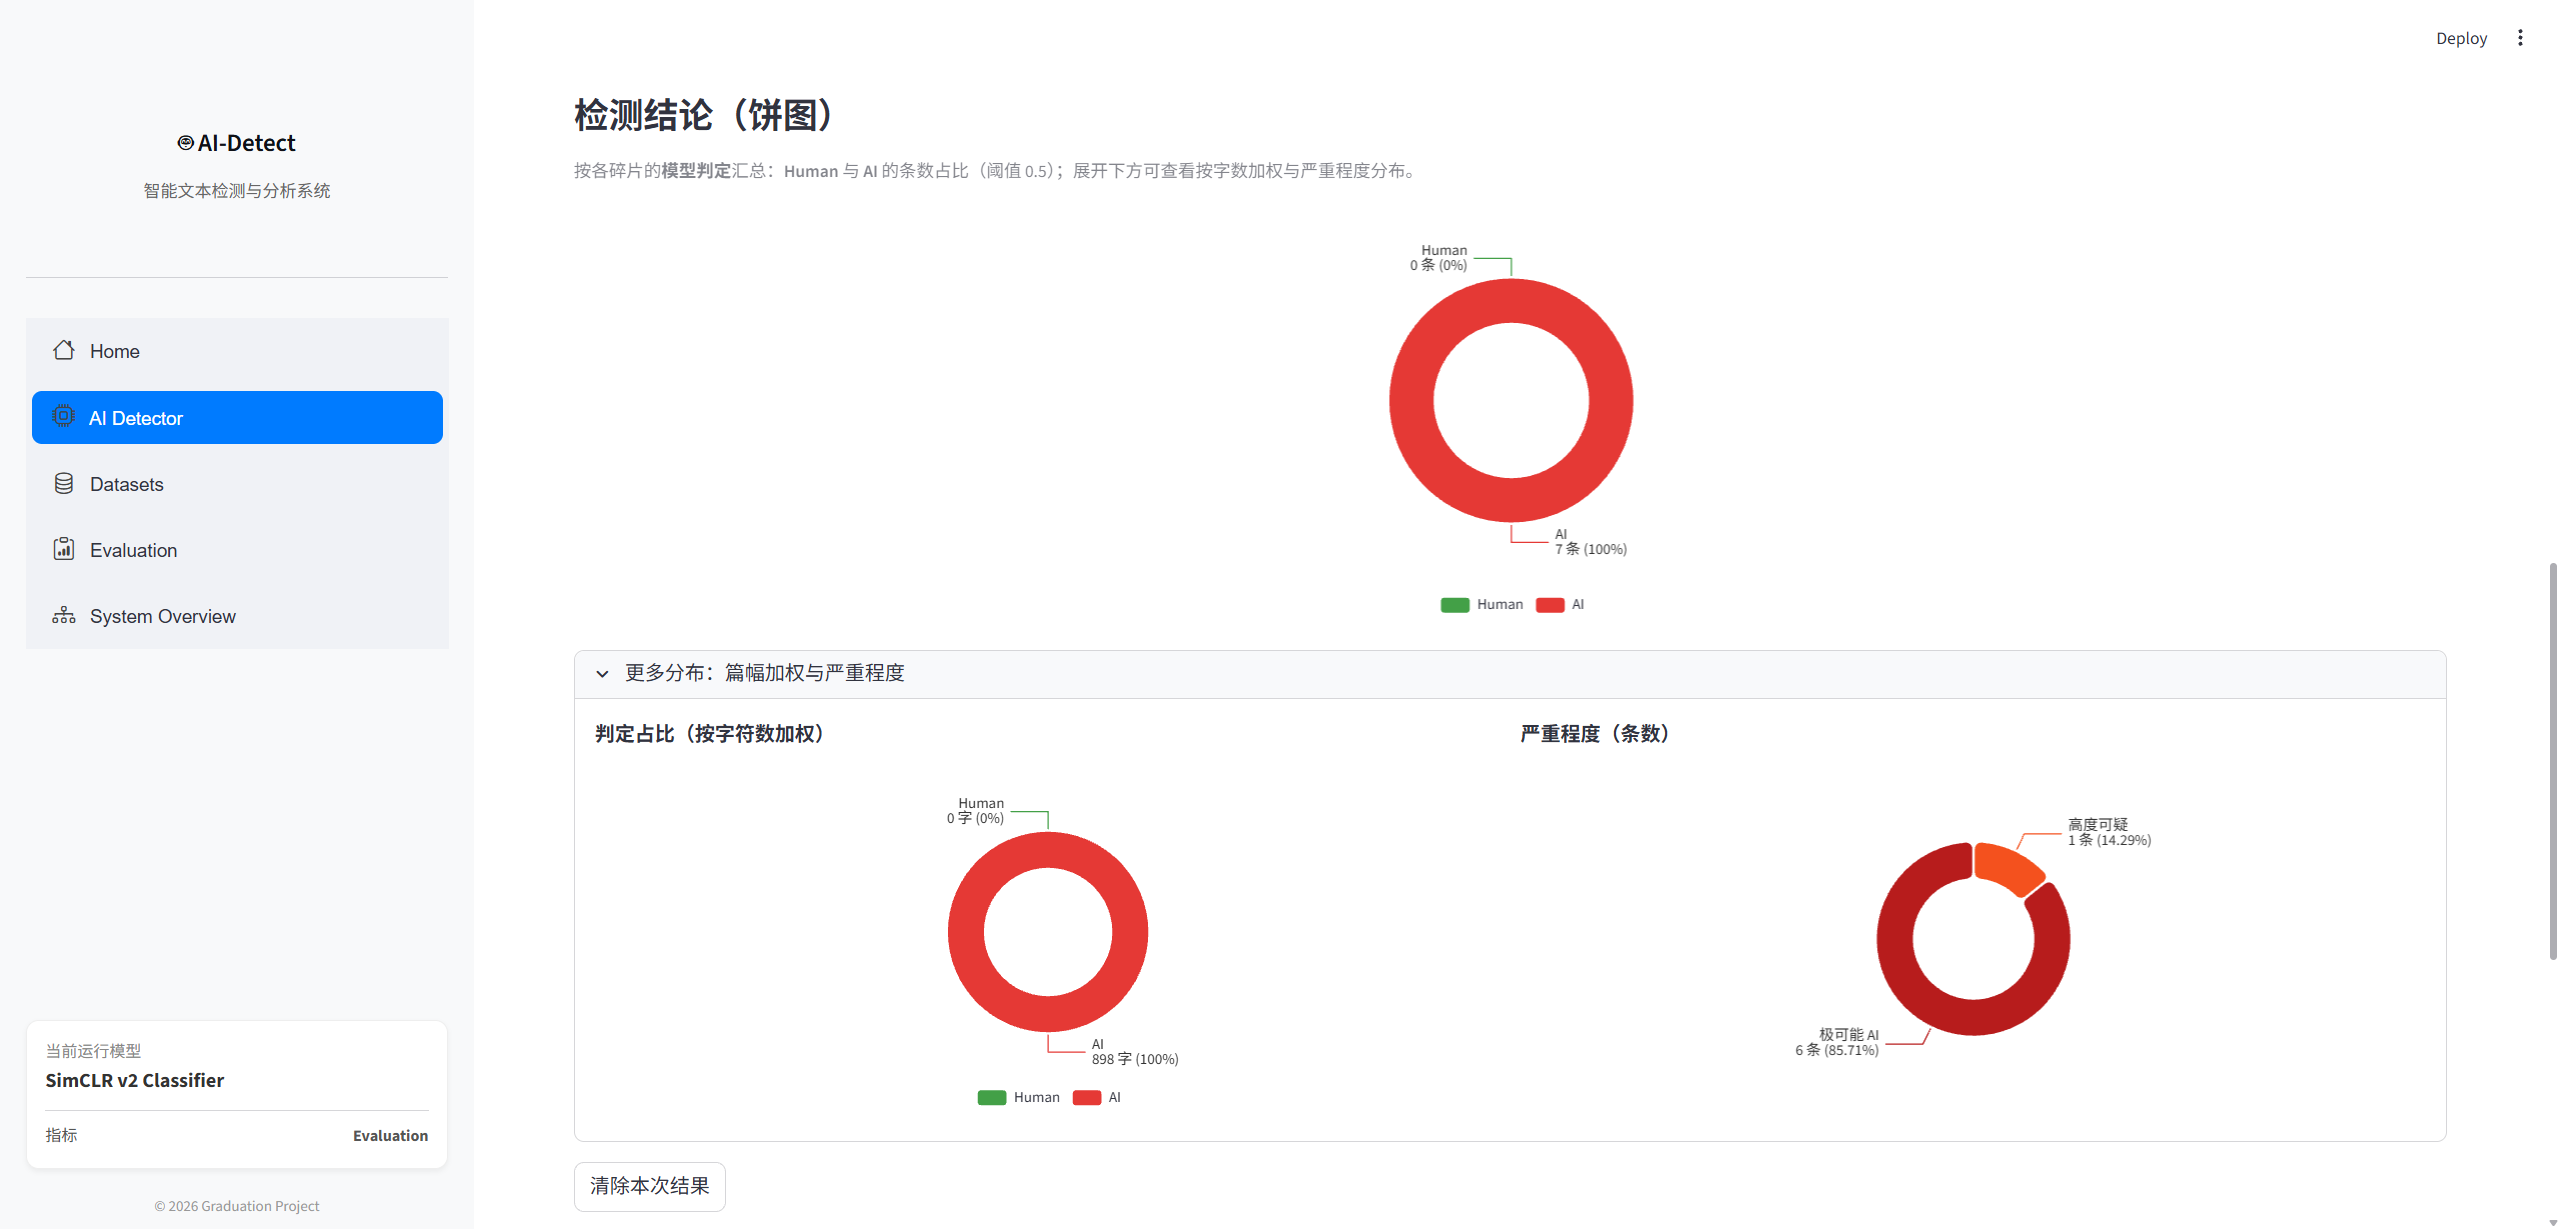 Deploy
AI-Detect
智能文本检测与分析系统
Home
AI Detector
Datasets
Evaluation
System Overview
当前运行模型
SimCLR v2 Classifier
指标
Evaluation
© 2026 Graduation Project
检测结论（饼图）
按各碎片的模型判定汇总：Human 与 AI 的条数占比（阈值 0.5）；展开下方可查看按字数加权与严重程度分布。
Human
0 条 (0%)
AI
7 条 (100%)
Human AI
更多分布：篇幅加权与严重程度
判定占比（按字符数加权）
Human
0 字 (0%)
AI
898 字 (100%)
Human AI
严重程度（条数）
高度可疑
1 条 (14.29%)
极可能 AI
6 条 (85.71%)
清除本次结果